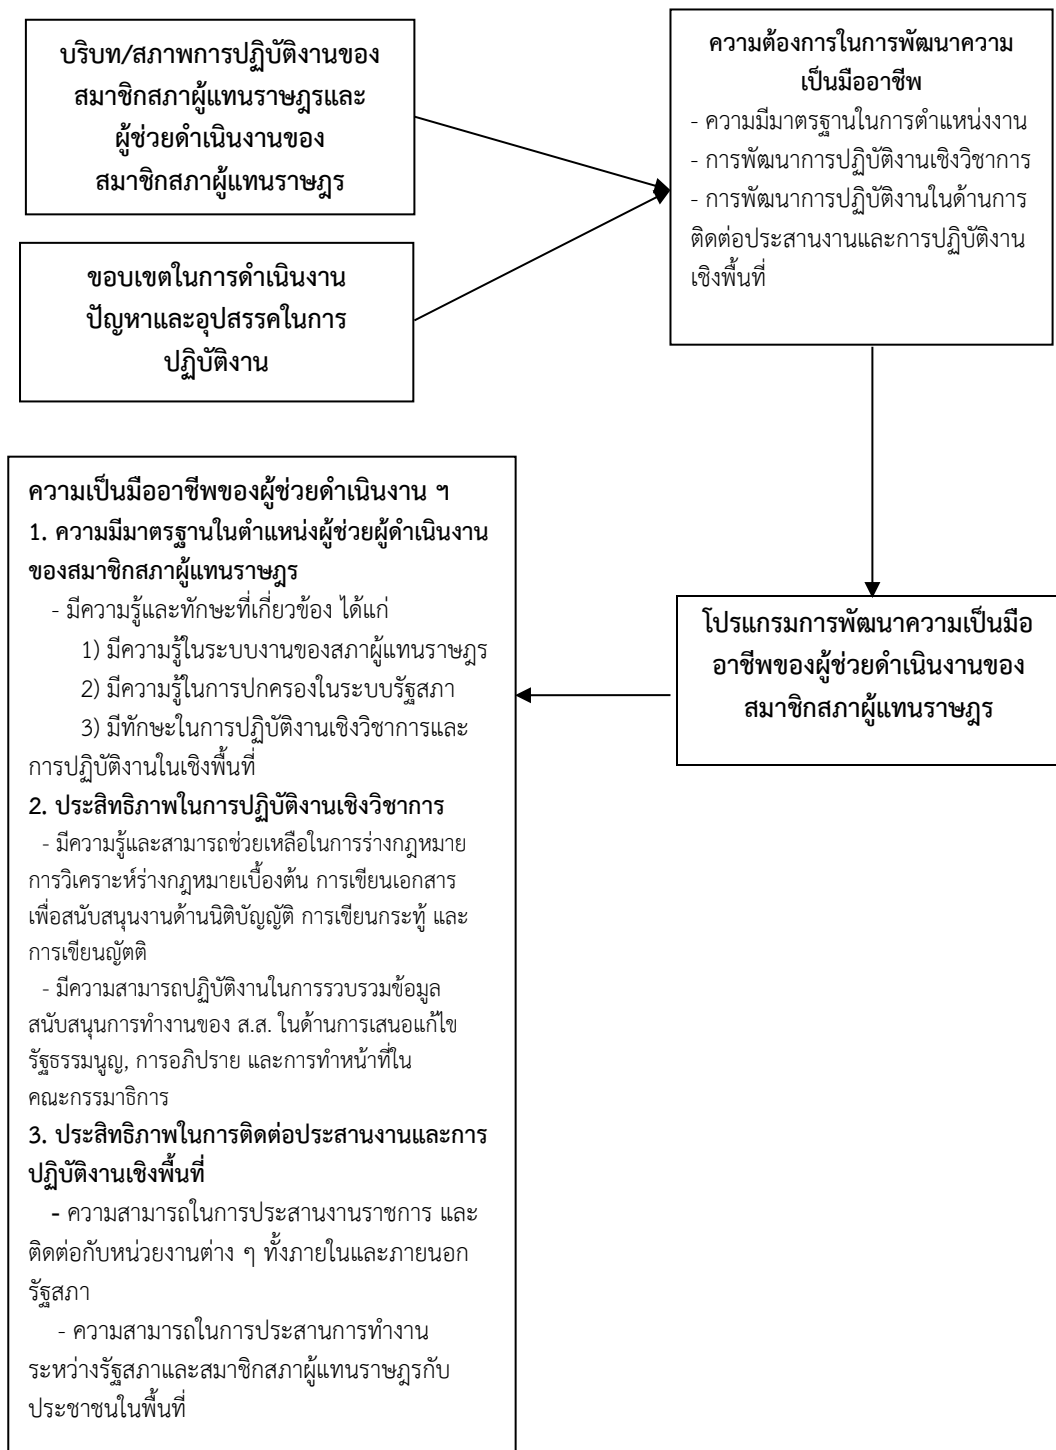 บริบท/สภาพการปฏิบัติงานของ
สมาชิกสภาผู้แทนราษฎรและ
ผู้ช่วยดำเนินงานของ
สมาชิกสภาผู้แทนราษฎร
ขอบเขตในการดำเนินงาน
ปัญหาและอุปสรรคในการ
ปฏิบัติงาน
ความต้องการในการพัฒนาความ
เป็นมืออาชีพ
- ความมีมาตรฐานในการตำแหน่งงาน
- การพัฒนาการปฏิบัติงานเชิงวิชาการ
- การพัฒนาการปฏิบัติงานในด้านการ
ติดต่อประสานงานและการปฏิบัติงาน
เชิงพื้นที่
โปรแกรมการพัฒนาความเป็นมือ
อาชีพของผู้ช่วยดำเนินงานของ
สมาชิกสภาผู้แทนราษฎร
ความเป็นมืออาชีพของผู้ช่วยดำเนินงาน ฯ
1. ความมีมาตรฐานในตำแหน่งผู้ช่วยผู้ดำเนินงาน
ของสมาชิกสภาผู้แทนราษฎร
- มีความรู้และทักษะที่เกี่ยวข้อง ได้แก่
1) มีความรู้ในระบบงานของสภาผู้แทนราษฎร
2) มีความรู้ในการปกครองในระบบรัฐสภา
3) มีทักษะในการปฏิบัติงานเชิงวิชาการและ
การปฏิบัติงานในเชิงพื้นที่
2. ประสิทธิภาพในการปฏิบัติงานเชิงวิชาการ
- มีความรู้และสามารถช่วยเหลือในการร่างกฎหมาย
การวิเคราะห์ร่างกฎหมายเบื้องต้น การเขียนเอกสาร
เพื่อสนับสนุนงานด้านนิติบัญญัติ การเขียนกระทู้ และ
การเขียนญัตติ
- มีความสามารถปฏิบัติงานในการรวบรวมข้อมูล
สนับสนุนการทำงานของ ส.ส. ในด้านการเสนอแก้ไข
รัฐธรรมนูญ, การอภิปราย และการทำหน้าที่ใน
คณะกรรมาธิการ
3. ประสิทธิภาพในการติดต่อประสานงานและการ
ปฏิบัติงานเชิงพื้นที่
- ความสามารถในการประสานงานราชการ และ
ติดต่อกับหน่วยงานต่าง ๆ ทั้งภายในและภายนอก
รัฐสภา
- ความสามารถในการประสานการทำงาน
ระหว่างรัฐสภาและสมาชิกสภาผู้แทนราษฎรกับ
ประชาชนในพื้นที่